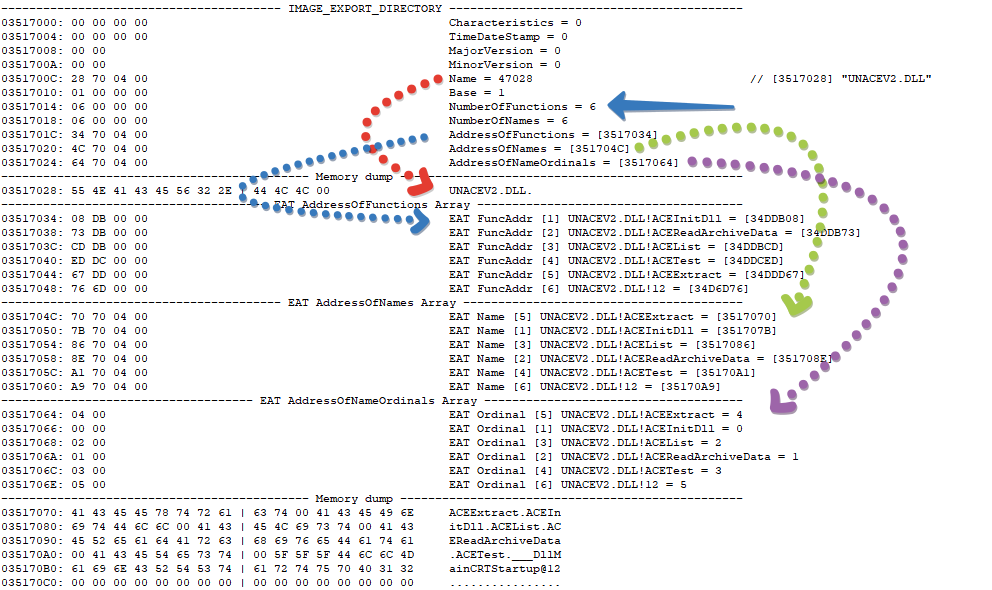 ---------------------------------------- IMAGE_EXPORT_DIRECTORY --------------------------------------
03517000: 00 00 00 00 Characteristics = 0
03517004: 00 00 00 00 TimeDateStamp = 0
03517008: 00 00 MajorVersion = 0
0351700A: 00 00 MinorVersion = 0
0351700C: 28 70 04 00 Name = 47028 // [3517028] "UNACEV2.DLL"
03517010: 01 00 00 00 Base = 1
03517014: 06 00 00 00 NumberOfFunctions = 6
03517018: 06 00 00 00 NumberOfNames = 6
0351701C: 34 70 04 00 AddressOfFunctions = [3517034]
03517020: 4C 70 04 00 AddressOfNames = [351704C]
03517024: 64 70 04 00 AddressOfNameOrdinals = [3517064]
-------------------------------------------- Memory dump -------------------------------------------------
03517028: 55 4E 41 43 45 56 32 2E | 44 4C 4C 00 UNACEV2.DLL.
-------------------------------------- EAT AddressOfFunctions Array --------------------------------------
03517034: 08 DB 00 00 EAT FuncAddr [1] UNACEV2.DLL!ACEInitDll = [34DDB08]
03517038: 73 DB 00 00 EAT FuncAddr [2] UNACEV2.DLL!ACEReadArchiveData = [34DDB73]
0351703C: CD DB 00 00 EAT FuncAddr [3] UNACEV2.DLL!ACEList = [34DDBCD]
03517040: ED DC 00 00 EAT FuncAddr [4] UNACEV2.DLL!ACETest = [34DDCED]
03517044: 67 DD 00 00 EAT FuncAddr [5] UNACEV2.DLL!ACEExtract = [34DDD67]
03517048: 76 6D 00 00 EAT FuncAddr [6] UNACEV2.DLL!12 = [34D6D76]
---------------------------------------- EAT AddressOfNames Array ----------------------------------------
0351704C: 70 70 04 00 EAT Name [5] UNACEV2.DLL!ACEExtract = [3517070]
03517050: 7B 70 04 00 EAT Name [1] UNACEV2.DLL!ACEInitDll = [351707B]
03517054: 86 70 04 00 EAT Name [3] UNACEV2.DLL!ACEList = [3517086]
03517058: 8E 70 04 00 EAT Name [2] UNACEV2.DLL!ACEReadArchiveData = [351708E]
0351705C: A1 70 04 00 EAT Name [4] UNACEV2.DLL!ACETest = [35170A1]
03517060: A9 70 04 00 EAT Name [6] UNACEV2.DLL!12 = [35170A9]
------------------------------------ EAT AddressOfNameOrdinals Array -------------------------------------
03517064: 04 00 EAT Ordinal [5] UNACEV2.DLL!ACEExtract = 4
03517066: 00 00 EAT Ordinal [1] UNACEV2.DLL!ACEInitDll = 0
03517068: 02 00 EAT Ordinal [3] UNACEV2.DLL!ACEList = 2
0351706A: 01 00 EAT Ordinal [2] UNACEV2.DLL!ACEReadArchiveData = 1
0351706C: 03 00 EAT Ordinal [4] UNACEV2.DLL!ACETest = 3
0351706E: 05 00 EAT Ordinal [6] UNACEV2.DLL!12 = 5
-------------------------------------------- Memory dump -------------------------------------------------
03517070: 41 43 45 45 78 74 72 61 | 63 74 00 41 43 45 49 6E ACEExtract.ACEIn
03517080: 69 74 44 6C 6C 00 41 43 | 45 4C 69 73 74 00 41 43 itDll.ACEList.AC
03517090: 45 52 65 61 64 41 72 63 | 68 69 76 65 44 61 74 61 EReadArchiveData
035170A0: 00 41 43 45 54 65 73 74 | 00 5F 5F 5F 44 6C 6C 4D .ACETest.___DllM
035170B0: 61 69 6E 43 52 54 53 74 | 61 72 74 75 70 40 31 32 ainCRTStartup@12
035170C0: 00 00 00 00 00 00 00 00 | 00 00 00 00 00 00 00 00 ................